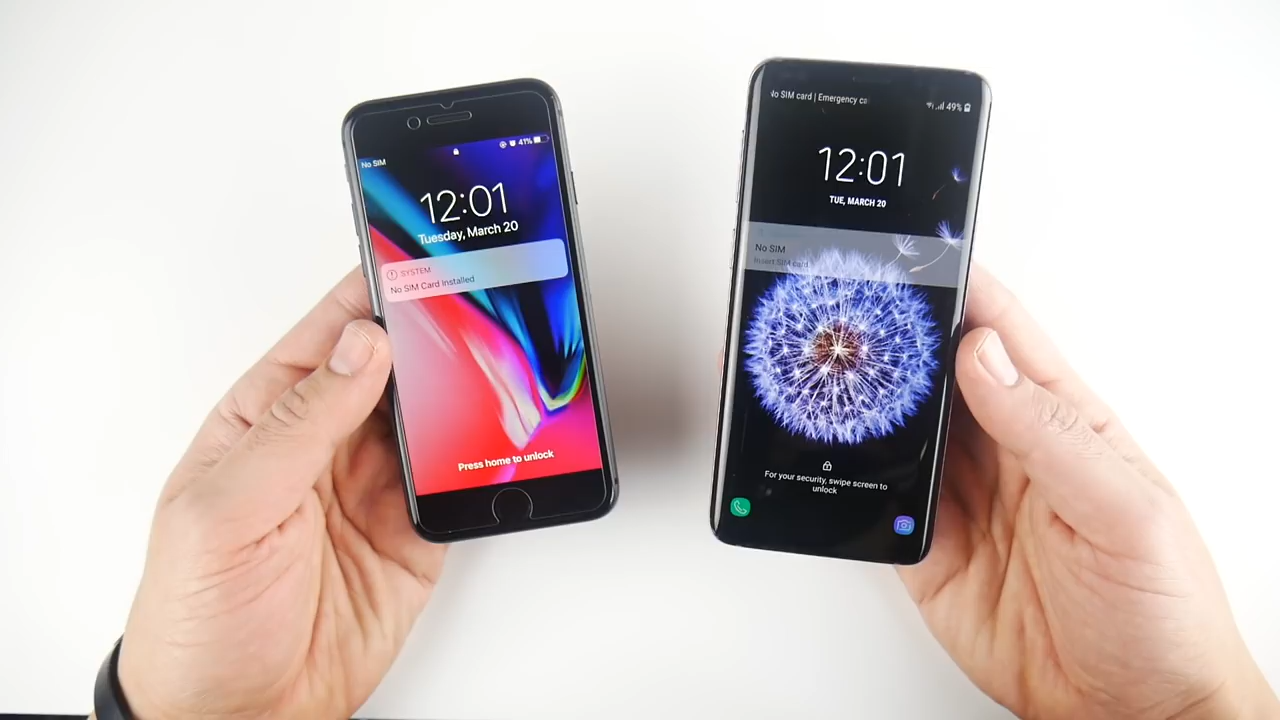 No SIM
41%
12:01
Tuesday, March 20
SYSTEM
No SIM Card Installed
Press home to unlock
No SIM card | Emergency ca
49%
12:01
TUE, MARCH 20
No SIM
Insert SIM card
For your security, swipe screen to
unlock